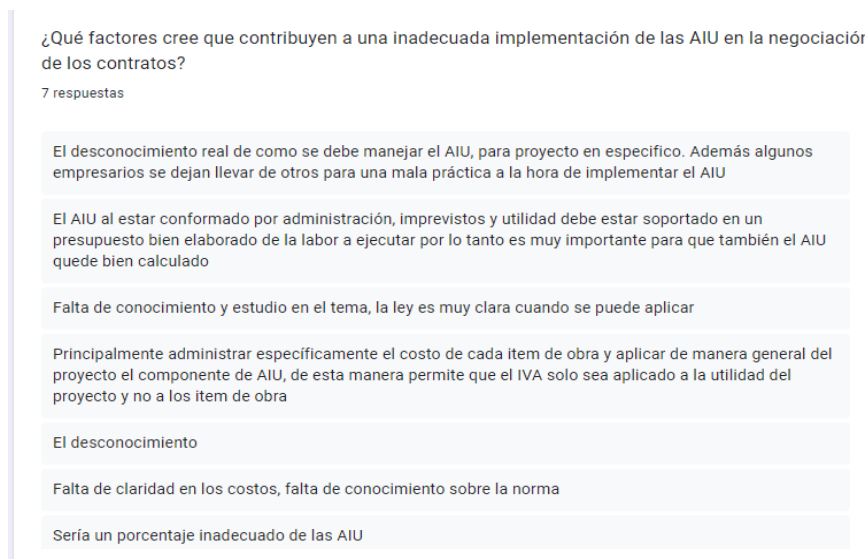 ¿Qué factores cree que contribuyen a una inadecuada implementación de las AIU en la negociación
de los contratos?
7 respuestas
El desconocimiento real de como se debe manejar el AIU, para proyecto en especifico. Además algunos
empresarios se dejan llevar de otros para una mala práctica a la hora de implementar el AIU
El AIU al estar conformado por administración, imprevistos y utilidad debe estar soportado en un
presupuesto bien elaborado de la labor a ejecutar por lo tanto es muy importante para que también el AIU
quede bien calculado
Falta de conocimiento y estudio en el tema, la ley es muy clara cuando se puede aplicar
Principalmente administrar específicamente el costo de cada item de obra y aplicar de manera general del
proyecto el componente de AIU, de esta manera permite que el IVA solo sea aplicado a la utilidad del
proyecto y no a los item de obra
El desconocimiento
Falta de claridad en los costos, falta de conocimiento sobre la norma
Sería un porcentaje inadecuado de las AIU